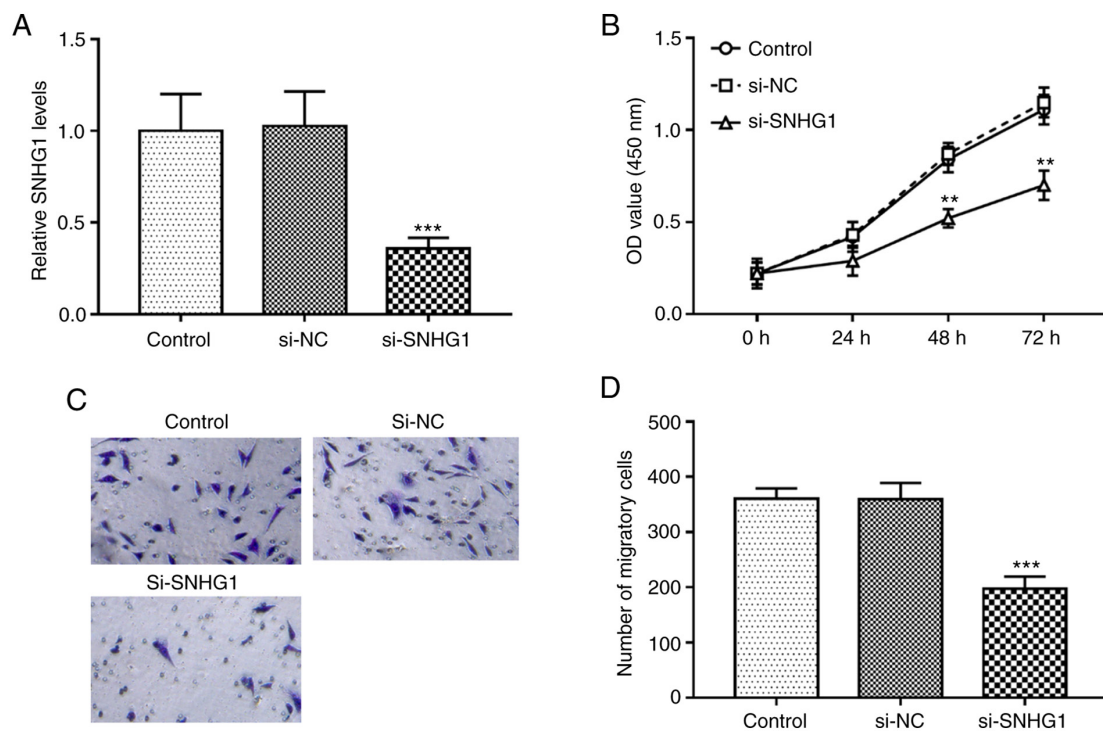 A
1.5
1.0
0.5
0.0
Relative SNHG1 levels
***
Control si-NC si-SNHG1
B
1.5
1.0
0.5
0.0
OD value (450 nm)
Control
si-NC
si-SNHG1
**
**
0 h 24 h 48 h 72 h
C
Control
Si-NC
Si-SNHG1
D
500
400
300
200
100
0
Number of migratory cells
***
Control si-NC si-SNHG1